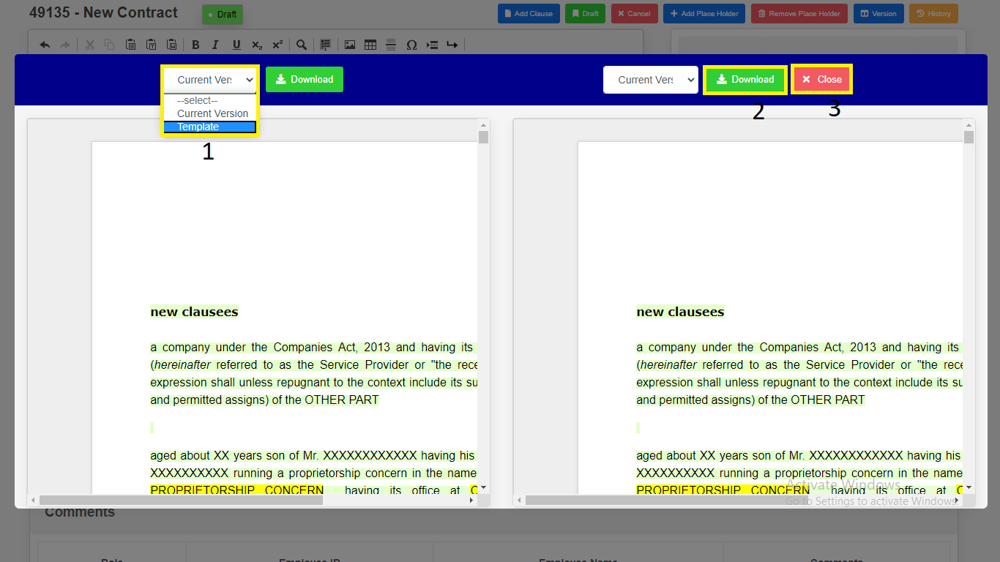 49135 - New Contract
Draft
Add Clause
Draft
Cancel
Add Place Holder
Remove Place Holder
Version
History
Current Vers
Download
--select--
Current Version
Template
1
Current Vers
Download
Close
2
3
new clausees
a company under the Companies Act, 2013 and having its
(hereinafter referred to as the Service Provider or "the rece
expression shall unless repugnant to the context include its su
and permitted assigns) of the OTHER PART
aged about XX years son of Mr. XXXXXXXXXXXX having his
XXXXXXXXXX running a proprietorship concern in the name
PROPRIETORSHIP CONCERN having its office at
new clausees
a company under the Companies Act, 2013 and having its
(hereinafter referred to as the Service Provider or "the rece
expression shall unless repugnant to the context include its su
and permitted assigns) of the OTHER PART
aged about XX years son of Mr. XXXXXXXXXXXX having his
XXXXXXXXXX running a proprietorship concern in the name
PROPRIETORSHIP CONCERN having its office at
Activate Windows
Go to Settings to activate Windows.
Comments
Role
Employee ID
Employee Name
Comments